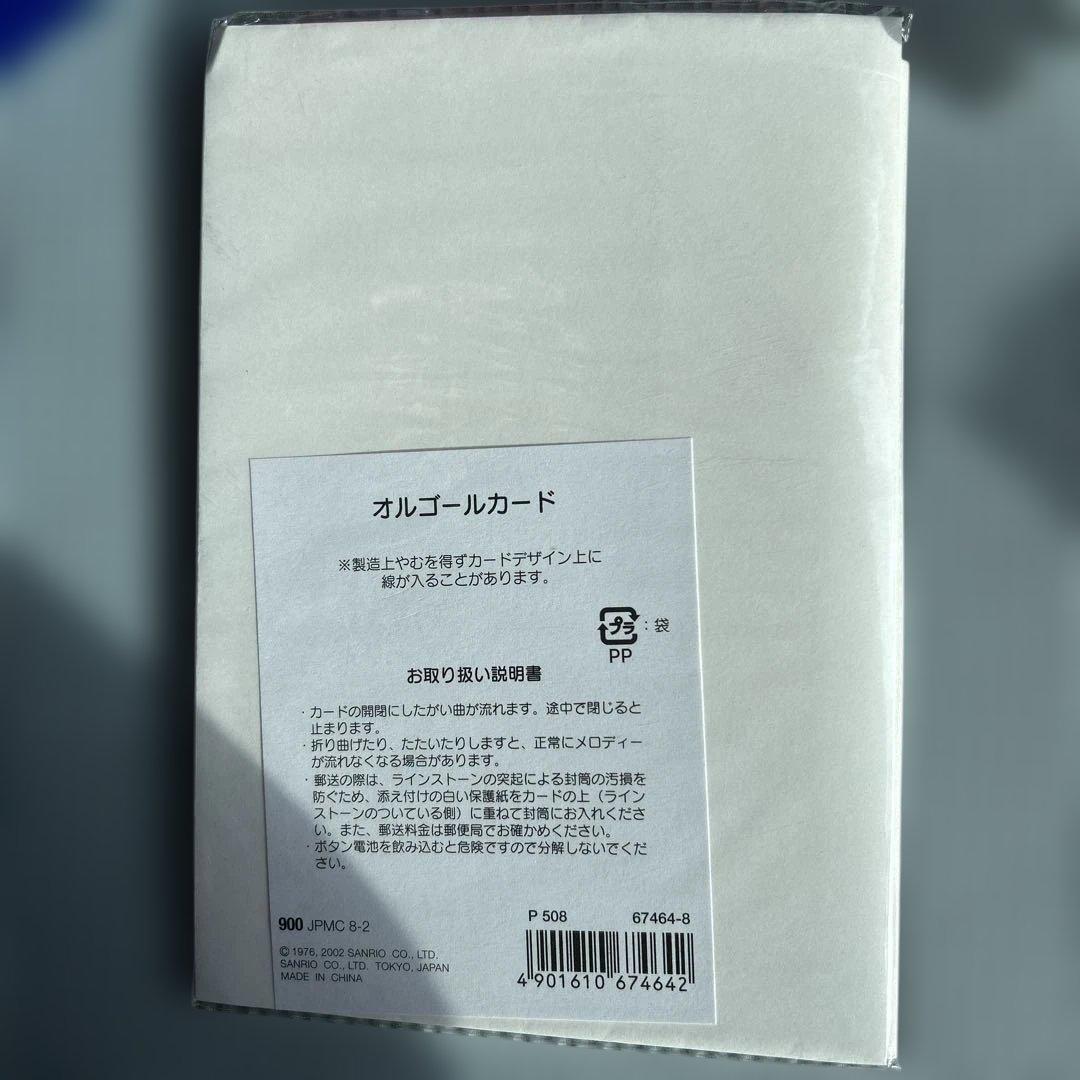 オルゴールカード
※製造上やむを得ずカードデザイン上に
線が入ることがあります。
プラ：袋
PP
お取り扱い説明書
・カードの開閉にしたがい曲が流れます。途中で閉じると
止まります。
・折り曲げたり、たたいたりしますと、正常にメロディー
が流れなくなる場合があります。
・郵送の際は、ラインストーンの突起による封筒の汚損を
防ぐため、添え付けの白い保護紙をカードの上（ライン
ストーンのついている側）に重ねて封筒にお入れくださ
い。また、郵送料金は郵便局でお確かめください。
・ボタン電池を飲み込むと危険ですので分解しないでくだ
さい。
P 508 67464-8
900 JPMC 8-2
© 1976, 2002 SANRIO CO., LTD.
SANRIO CO., LTD. TOKYO, JAPAN
MADE IN CHINA
4 901610 674642